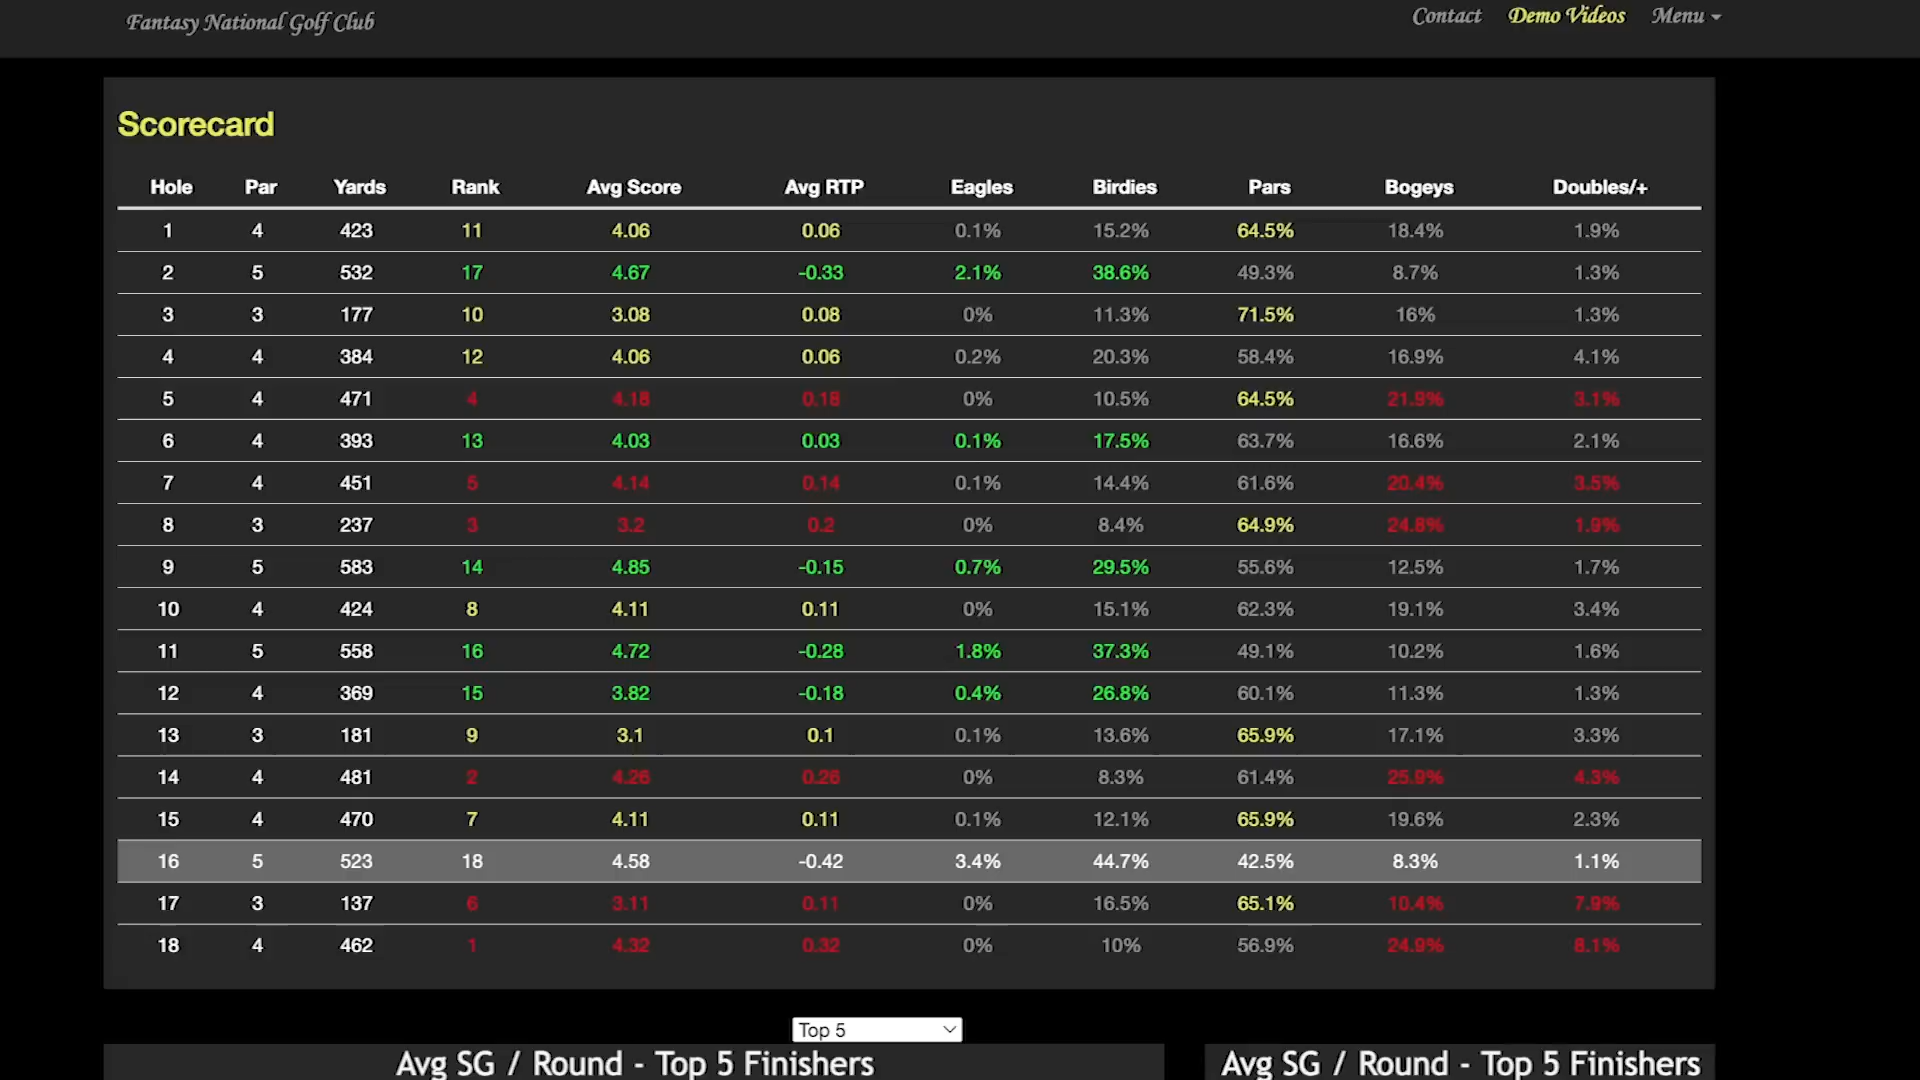 Fantasy National Golf Club Contact Demo Videos Menu
Scorecard
Hole Par Yards Rank Avg Score Avg RTP Eagles Birdies Pars Bogeys Doubles/+
1 4 423 11 4.06 0.06 0.1% 15.2% 64.5% 18.4% 1.9%
2 5 532 17 4.67 -0.33 2.1% 38.6% 49.3% 8.7% 1.3%
3 3 177 10 3.08 0.08 0% 11.3% 71.5% 16% 1.3%
4 4 384 12 4.06 0.06 0.2% 20.3% 58.4% 16.9% 4.1%
5 4 471 4 4.18 0.18 0% 10.5% 64.5% 21.9% 3.1%
6 4 393 13 4.03 0.03 0.1% 17.5% 63.7% 16.6% 2.1%
7 4 451 5 4.14 0.14 0.1% 14.4% 61.6% 20.4% 3.5%
8 3 237 3 3.2 0.2 0% 8.4% 64.9% 24.8% 1.9%
9 5 583 14 4.85 -0.15 0.7% 29.5% 55.6% 12.5% 1.7%
10 4 424 8 4.11 0.11 0% 15.1% 62.3% 19.1% 3.4%
11 5 558 16 4.72 -0.28 1.8% 37.3% 49.1% 10.2% 1.6%
12 4 369 15 3.82 -0.18 0.4% 26.8% 60.1% 11.3% 1.3%
13 3 181 9 3.1 0.1 0.1% 13.6% 65.9% 17.1% 3.3%
14 4 481 2 4.26 0.26 0% 8.3% 61.4% 25.9% 4.3%
15 4 470 7 4.11 0.11 0.1% 12.1% 65.9% 19.6% 2.3%
16 5 523 18 4.58 -0.42 3.4% 44.7% 42.5% 8.3% 1.1%
17 3 137 6 3.11 0.11 0% 16.5% 65.1% 10.4% 7.9%
18 4 462 1 4.32 0.32 0% 10% 56.9% 24.9% 8.1%
Top 5
Avg SG / Round - Top 5 Finishers Avg SG / Round - Top 5 Finishers